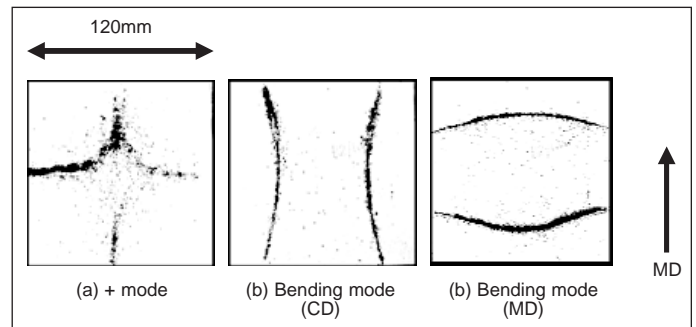 120mm
(a) + mode
(b) Bending mode
(CD)
(b) Bending mode
(MD)
MD